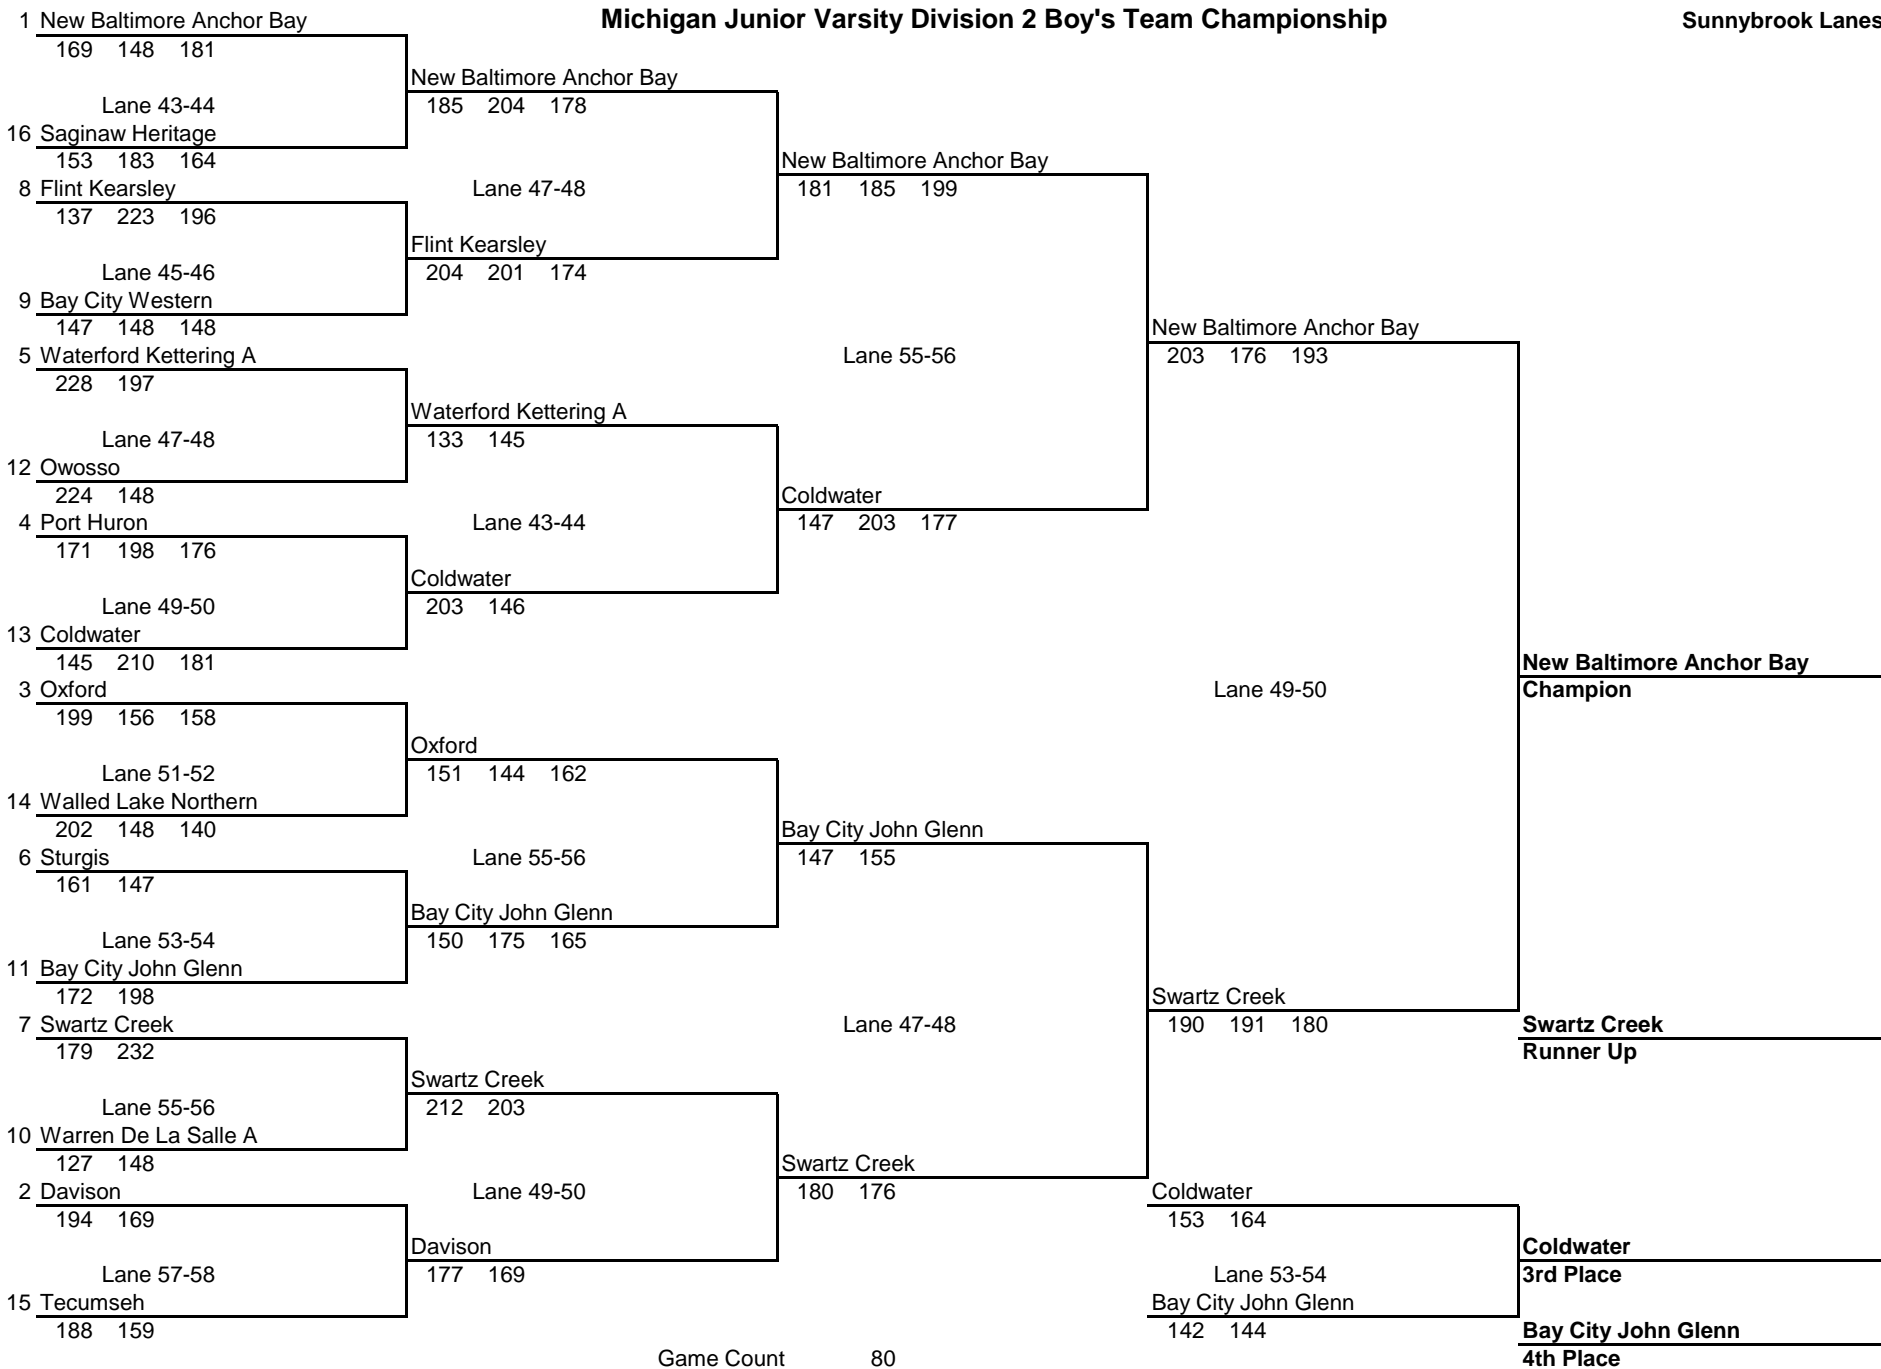 Michigan Junior Varsity Division 2 Boy's Team Championship
Sunnybrook Lanes
1 New Baltimore Anchor Bay
169 148 181
Lane 43-44
16 Saginaw Heritage
153 183 164
8 Flint Kearsley
137 223 196
Lane 45-46
9 Bay City Western
147 148 148
5 Waterford Kettering A
228 197
Lane 47-48
12 Owosso
224 148
4 Port Huron
171 198 176
Lane 49-50
13 Coldwater
145 210 181
3 Oxford
199 156 158
Lane 51-52
14 Walled Lake Northern
202 148 140
6 Sturgis
161 147
Lane 53-54
11 Bay City John Glenn
172 198
7 Swartz Creek
179 232
Lane 55-56
10 Warren De La Salle A
127 148
2 Davison
194 169
Lane 57-58
15 Tecumseh
188 159
New Baltimore Anchor Bay
185 204 178
Lane 47-48
Flint Kearsley
204 201 174
Waterford Kettering A
133 145
Lane 43-44
Coldwater
203 146
Oxford
151 144 162
Lane 55-56
Bay City John Glenn
150 175 165
Swartz Creek
212 203
Lane 49-50
Davison
177 169
New Baltimore Anchor Bay
181 185 199
Lane 55-56
Coldwater
147 203 177
Bay City John Glenn
147 155
Lane 47-48
Swartz Creek
180 176
New Baltimore Anchor Bay
203 176 193
Lane 49-50
Swartz Creek
190 191 180
New Baltimore Anchor Bay
Champion
Swartz Creek
Runner Up
Coldwater
153 164
Lane 53-54
Bay City John Glenn
142 144
Coldwater
3rd Place
Bay City John Glenn
4th Place
Game Count 80